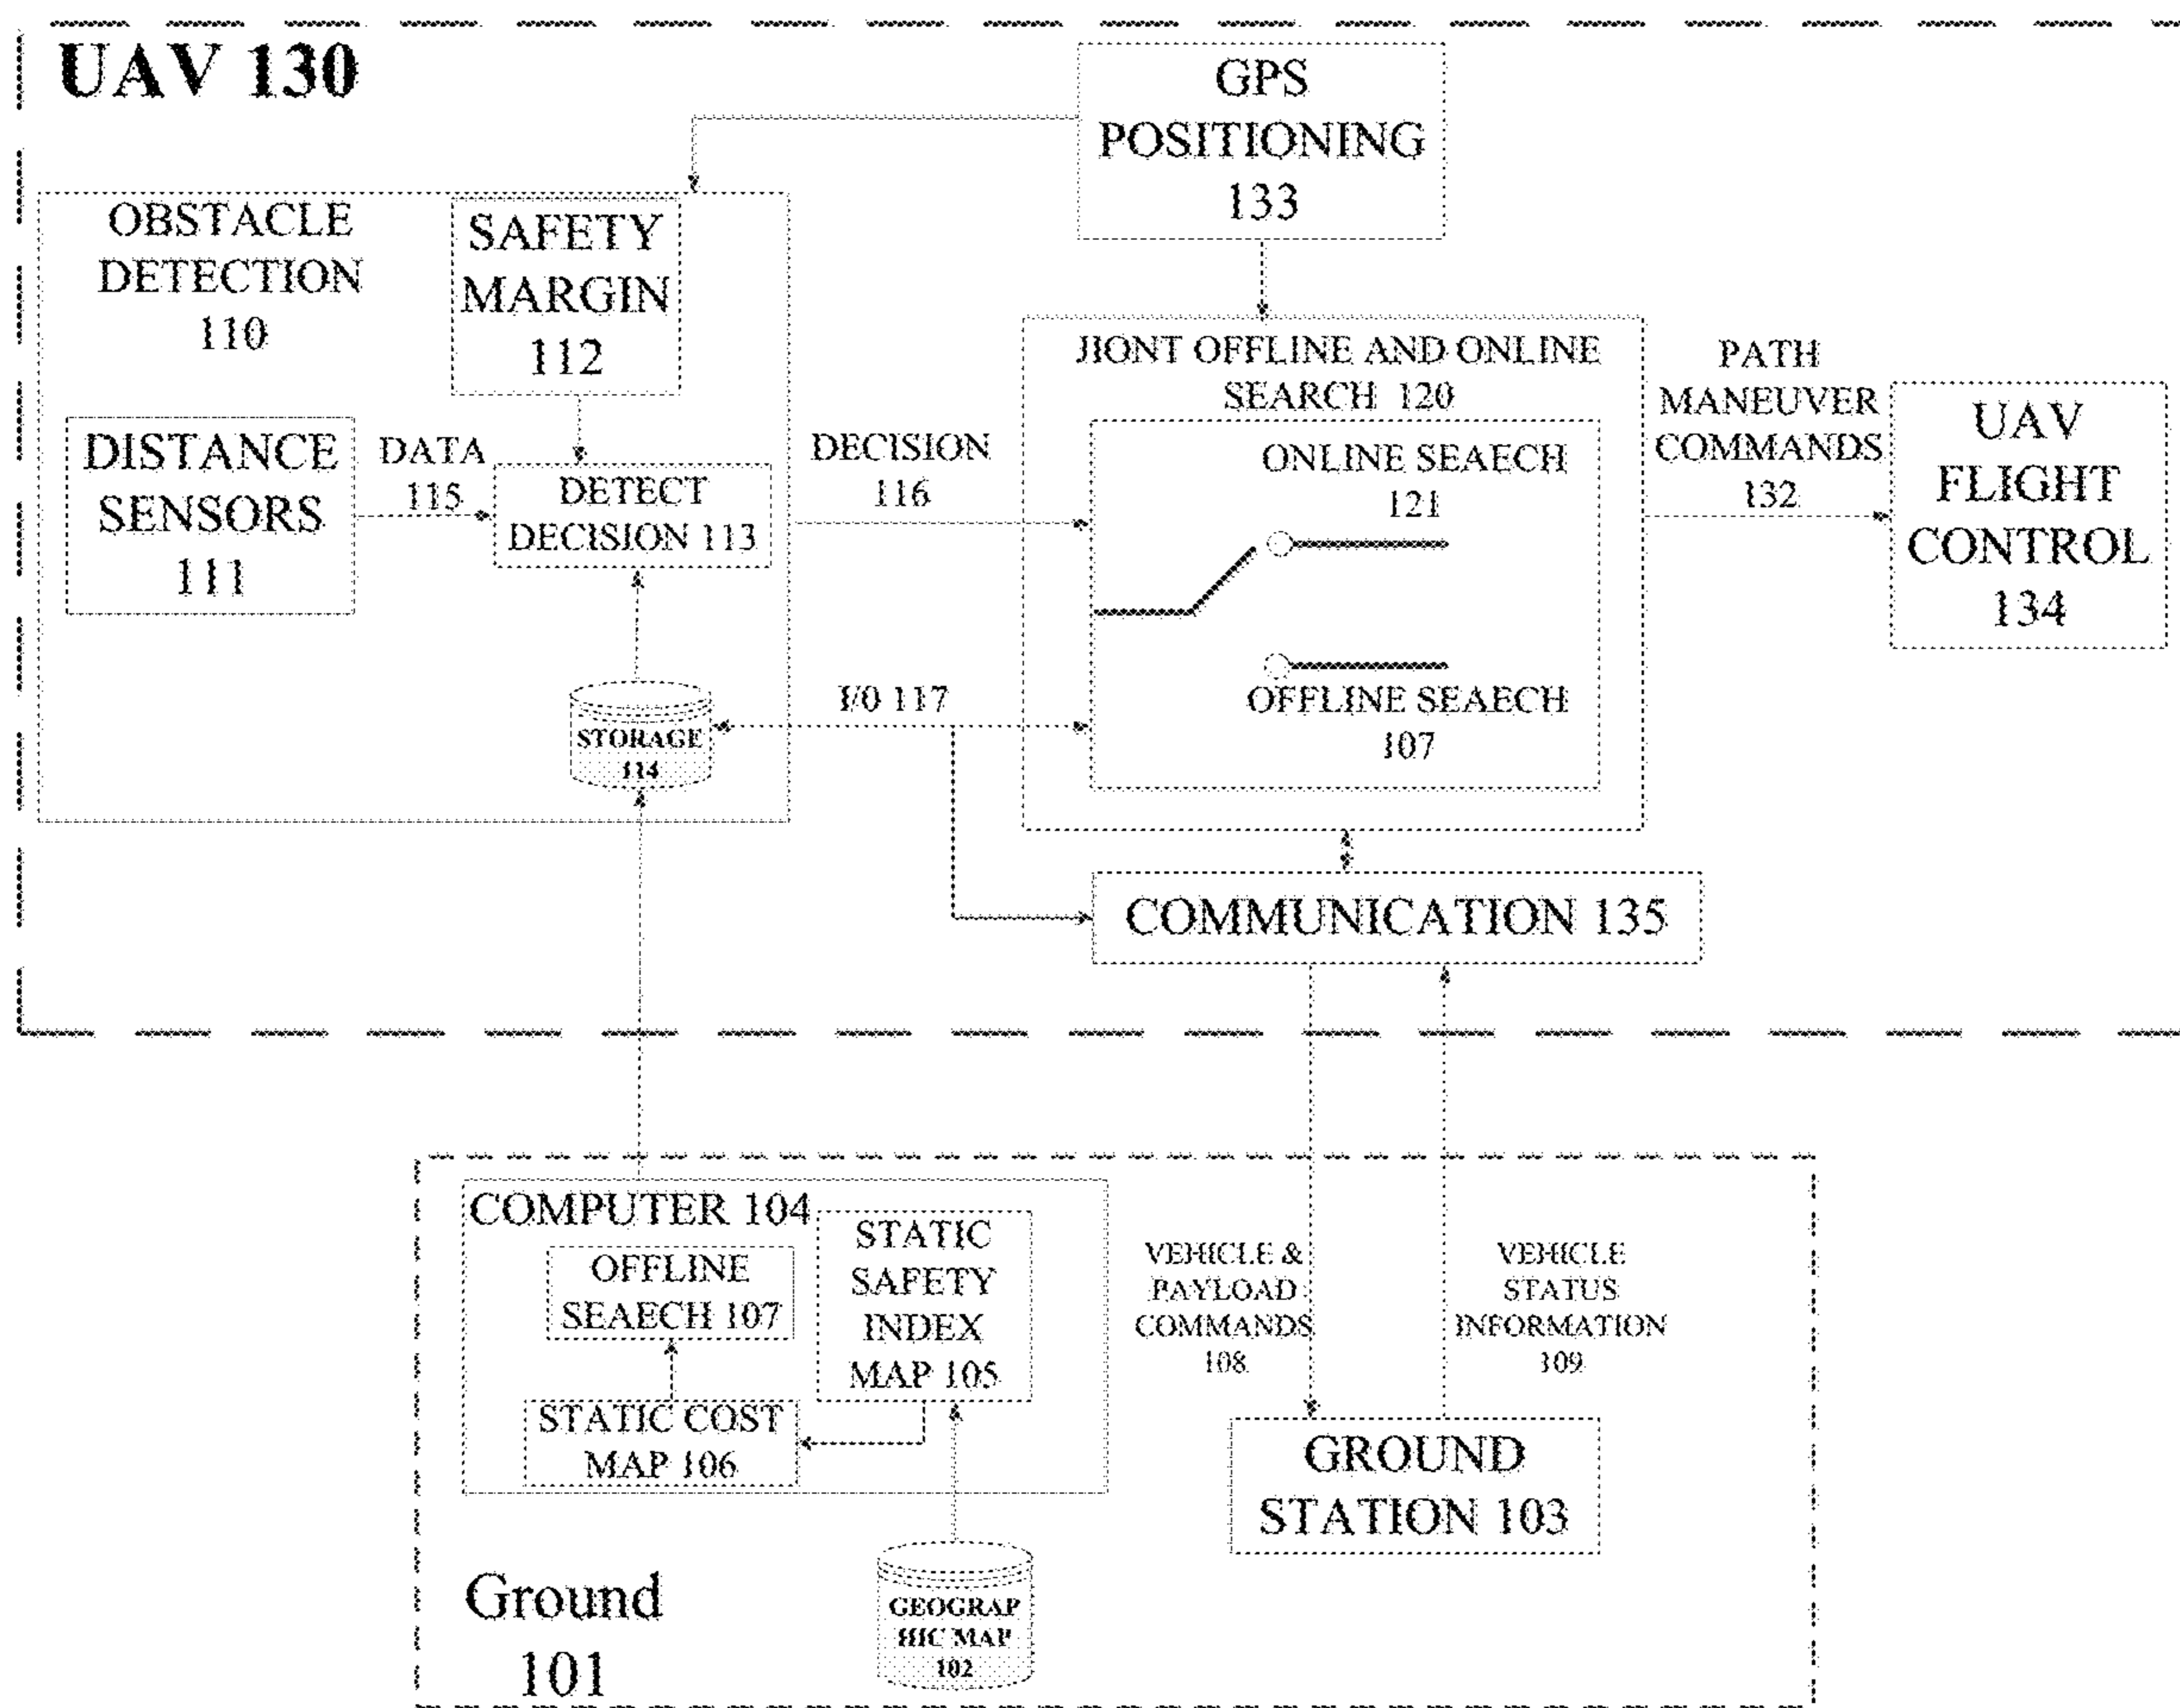 UAV 130
GPS
POSITIONING
133
OBSTACLE
DETECTION
110
SAFETY
MARGIN
112
DISTANCE
SENSORS
111
DATA
115
DETECT
DECISION 113
STORAGE
114
DECISION
116
I/0 117
JIONT OFFLINE AND ONLINE
SEARCH 120
ONLINE SEAECH
121
OFFLINE SEAECH
107
PATH
MANEUVER
COMMANDS
132
UAV
FLIGHT
CONTROL
134
COMMUNICATION 135
COMPUTER 104
OFFLINE
SEAECH 107
STATIC
SAFETY
INDEX
MAP 105
STATIC COST
MAP 106
VEHICLE &
PAYLOAD
COMMANDS
108
VEHICLE
STATUS
INFORMATION
109
GROUND
STATION 103
Ground
101
GEOGRAP
HIC MAP
102